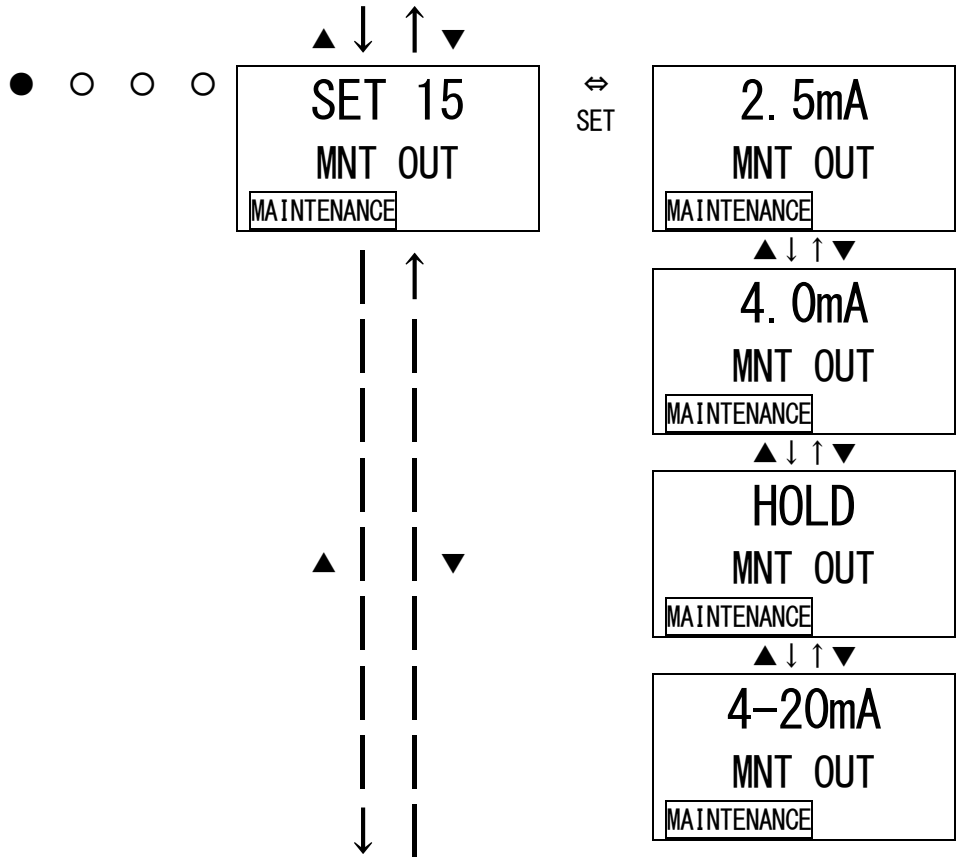 ▲ ↓ ↑ ▼
● ○ ○ ○
SET 15
MNT OUT
MAINTENANCE
⇔
SET
2.5mA
MNT OUT
MAINTENANCE
▲↓↑▼
4.0mA
MNT OUT
MAINTENANCE
▲↓↑▼
HOLD
MNT OUT
MAINTENANCE
▲↓↑▼
4-20mA
MNT OUT
MAINTENANCE
▲ ▼